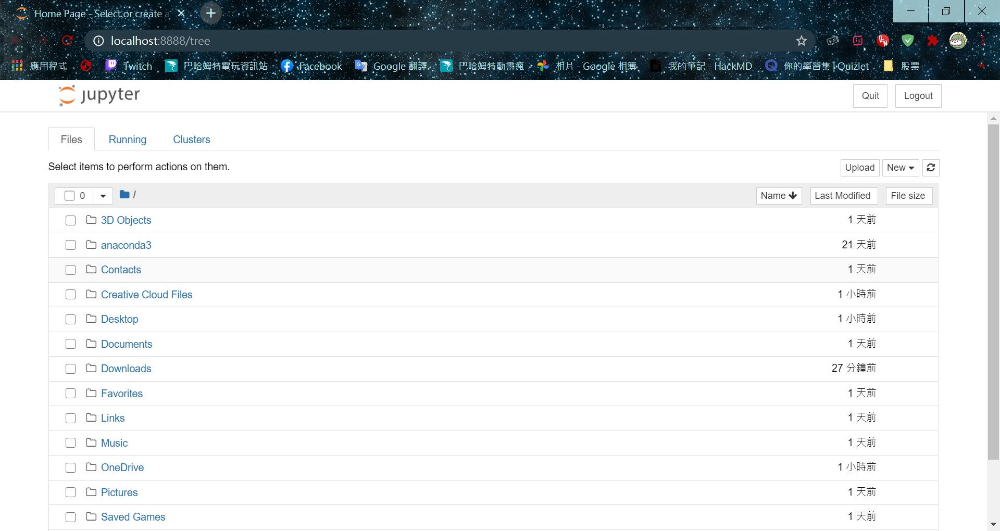 Home Page - Select or create a
localhost:8888/tree
應用程式 Twitch 巴哈姆特電玩資訊站 Facebook Google 翻譯 巴哈姆特動畫瘋 相片 - Google 相簿 我的筆記 - HackMD 你的學習集 | Quizlet 股票
jupyter Quit Logout
Files Running Clusters
Select items to perform actions on them. Upload New
0 / Name Last Modified File size
3D Objects 1 天前
anaconda3 21 天前
Contacts 1 天前
Creative Cloud Files 1 小時前
Desktop 1 小時前
Documents 1 天前
Downloads 27 分鐘前
Favorites 1 天前
Links 1 天前
Music 1 天前
OneDrive 1 小時前
Pictures 1 天前
Saved Games 1 天前